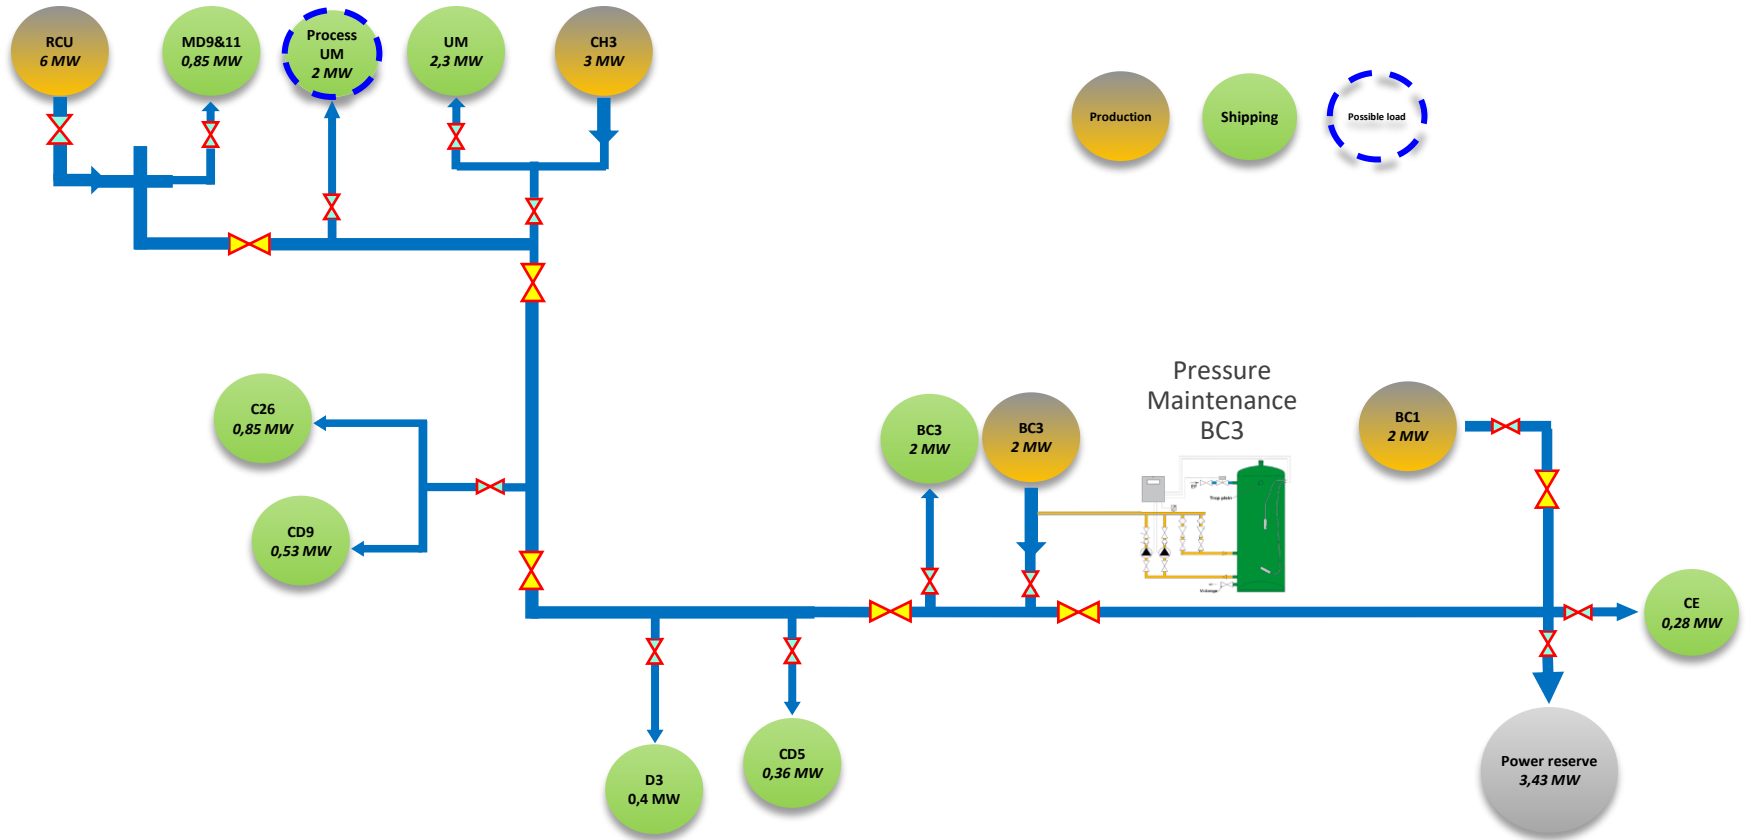 RCU
6 MW
MD9&11
0,85 MW
Process
UM
2 MW
UM
2,3 MW
CH3
3 MW
Production
Shipping
Possible load
Pressure
Maintenance
BC3
C26
0,85 MW
BC3
2 MW
BC3
2 MW
BC1
2 MW
Trop plein
CD9
0,53 MW
Vidange
CE
0,28 MW
D3
0,4 MW
CD5
0,36 MW
Power reserve
3,43 MW